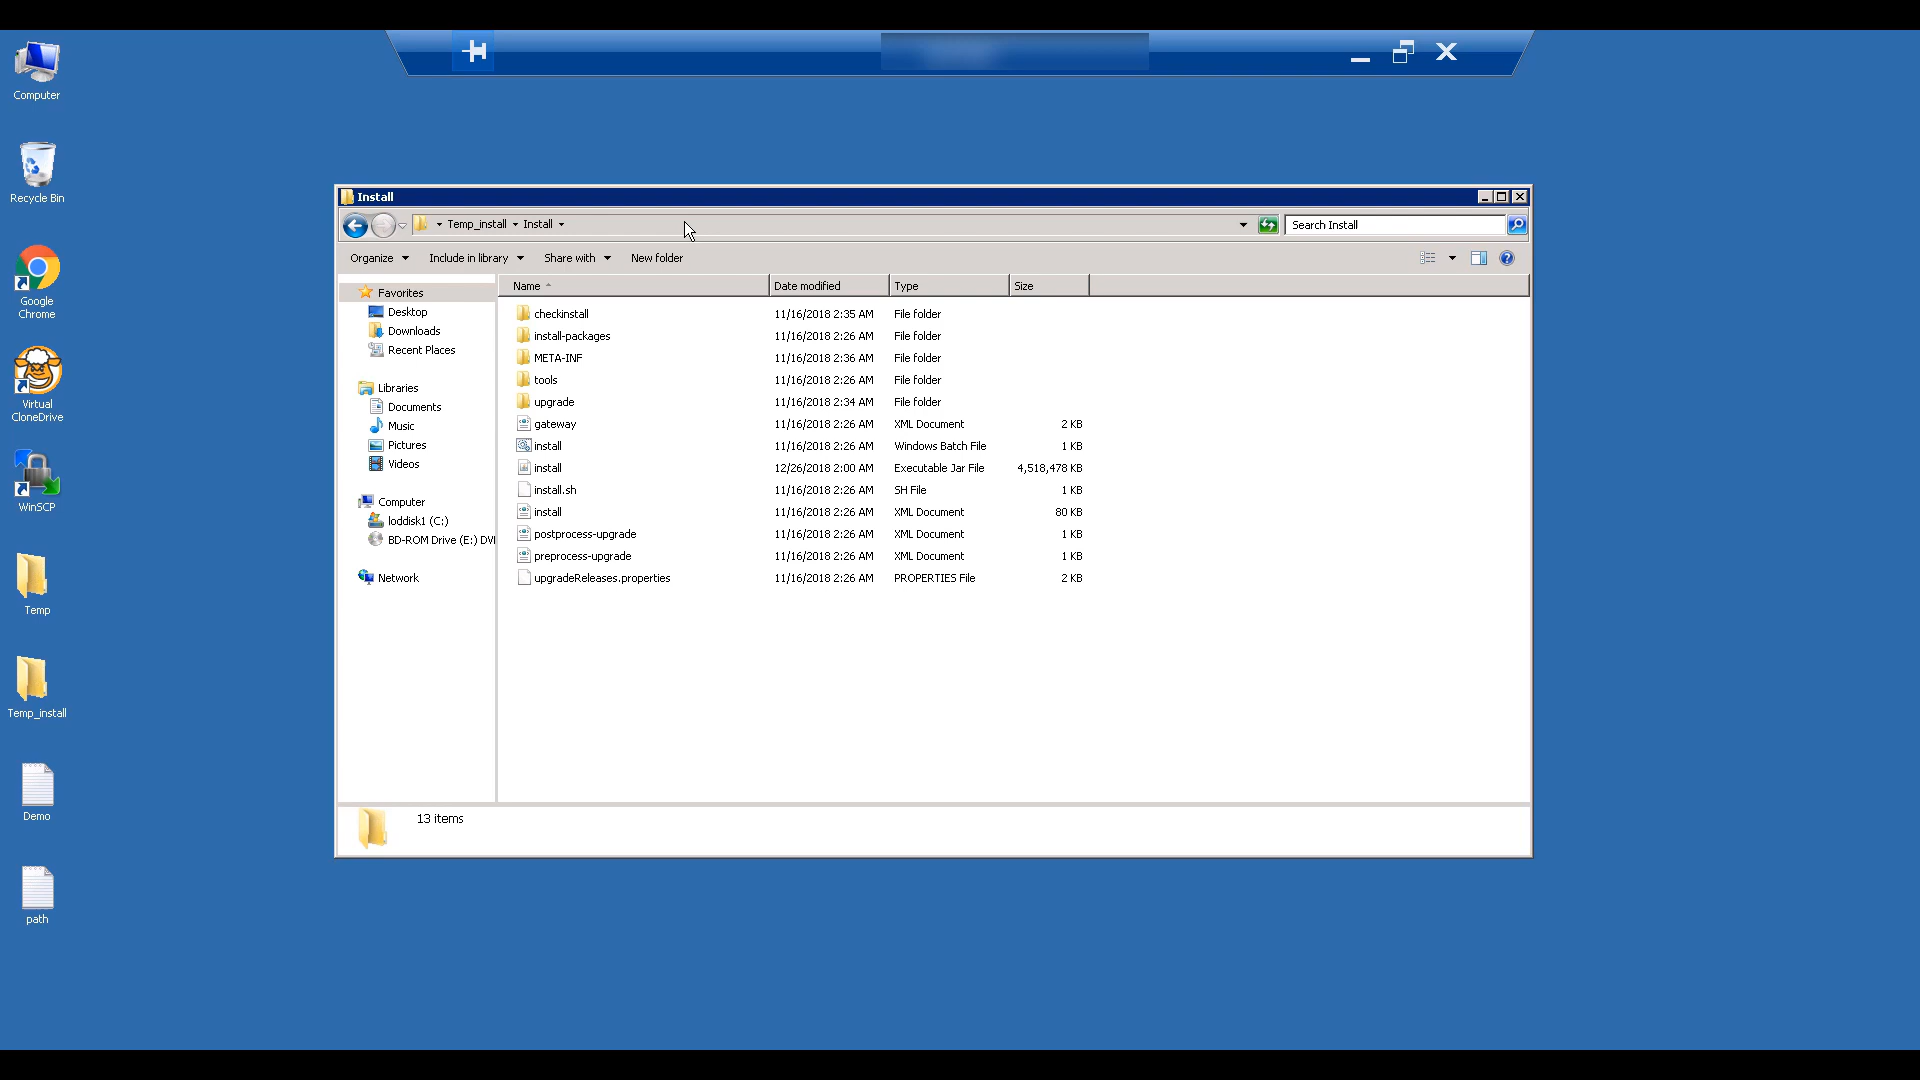 Computer
Recycle Bin
Google
Chrome
Virtual
CloneDrive
WinSCP
Temp
Temp_install
Demo
path
Install
Temp_install Install
Search Install
Organize Include in library Share with New folder
Favorites
Desktop
Downloads
Recent Places
Libraries
Documents
Music
Pictures
Videos
Computer
loddisk1 (C:)
BD-ROM Drive (E:) DVI
Network
Name Date modified Type Size
checkinstall 11/16/2018 2:35 AM File folder
install-packages 11/16/2018 2:26 AM File folder
META-INF 11/16/2018 2:36 AM File folder
tools 11/16/2018 2:26 AM File folder
upgrade 11/16/2018 2:34 AM File folder
gateway 11/16/2018 2:26 AM XML Document 2 KB
install 11/16/2018 2:26 AM Windows Batch File 1 KB
install 12/26/2018 2:00 AM Executable Jar File 4,518,478 KB
install.sh 11/16/2018 2:26 AM SH File 1 KB
install 11/16/2018 2:26 AM XML Document 80 KB
postprocess-upgrade 11/16/2018 2:26 AM XML Document 1 KB
preprocess-upgrade 11/16/2018 2:26 AM XML Document 1 KB
upgradeReleases.properties 11/16/2018 2:26 AM PROPERTIES File 2 KB
13 items